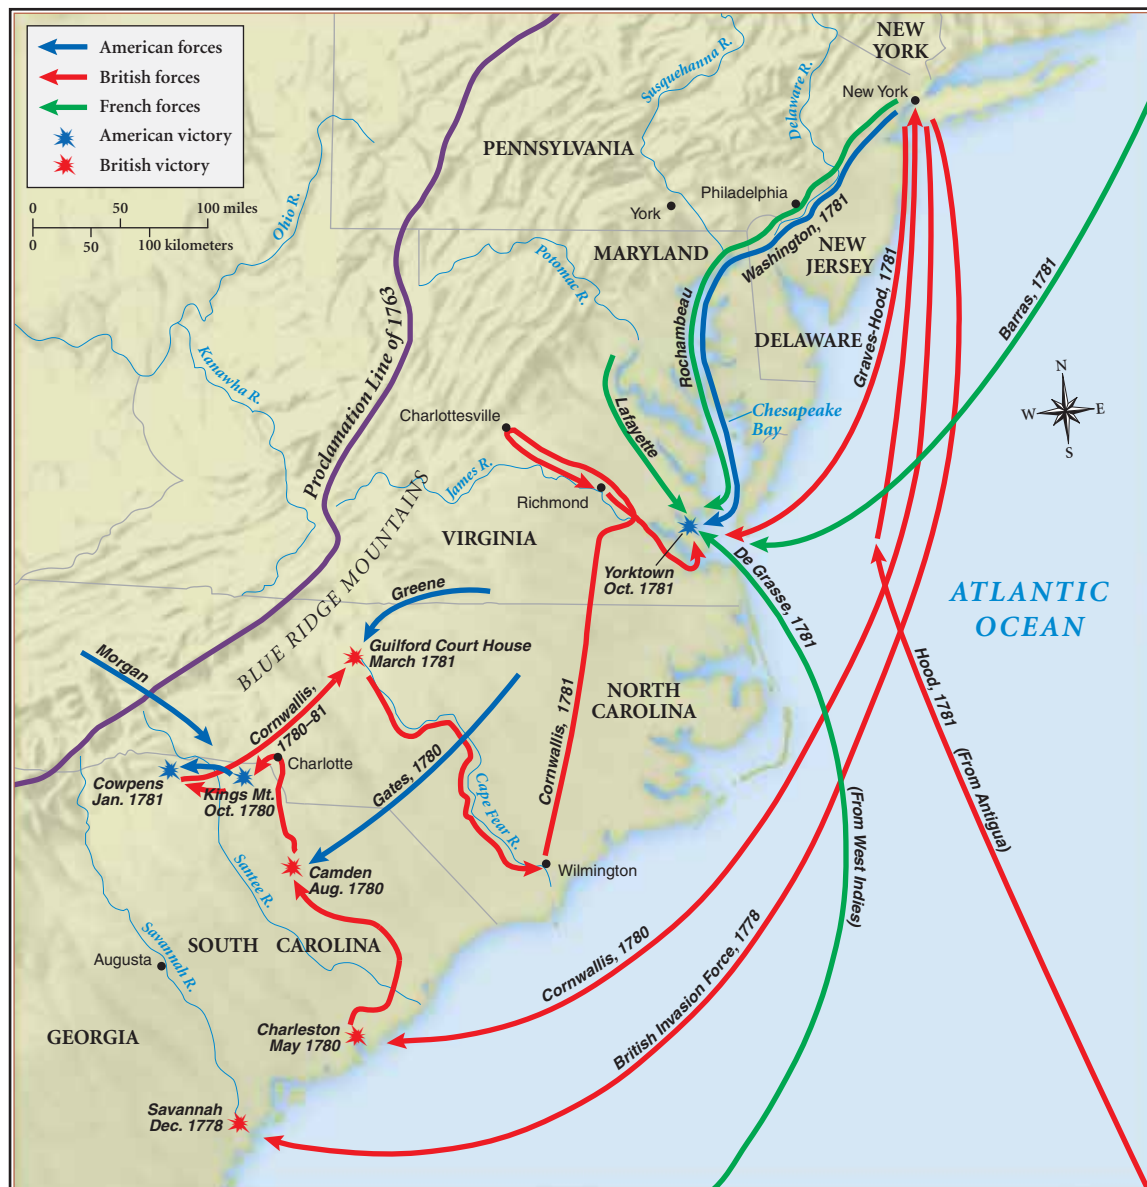 American forces
British forces
French forces
American victory
British victory
0 50 100 miles
0 50 100 kilometers
NEW
YORK
New York
Susquehanna R.
Delaware R.
PENNSYLVANIA
Philadelphia
York
Washington, 1781
MARYLAND
NEW
JERSEY
Ohio R.
Potomac R.
Proclamation Line of 1763
Rochambeau
DELAWARE
Graves-Hood, 1781
Barras, 1781
Kanawha R.
Chesapeake
Bay
N
W E
S
Charlottesville
Lafayette
James R.
Richmond
VIRGINIA
BLUE RIDGE MOUNTAINS
Yorktown
Oct. 1781
De Grasse, 1781
ATLANTIC
OCEAN
Greene
Guilford Court House
March 1781
Morgan
Cornwallis,
1780–81
NORTH
CAROLINA
Hood, 1781
(From Antigua)
Charlotte
Cowpens
Jan. 1781
Kings Mt.
Oct. 1780
Gates, 1780
Cape Fear R.
Cornwallis, 1781
(From West Indies)
Camden
Aug. 1780
Wilmington
Santee R.
SOUTH CAROLINA
Savannah R.
Augusta
Cornwallis, 1780
British Invasion Force, 1778
GEORGIA
Charleston
May 1780
Savannah
Dec. 1778